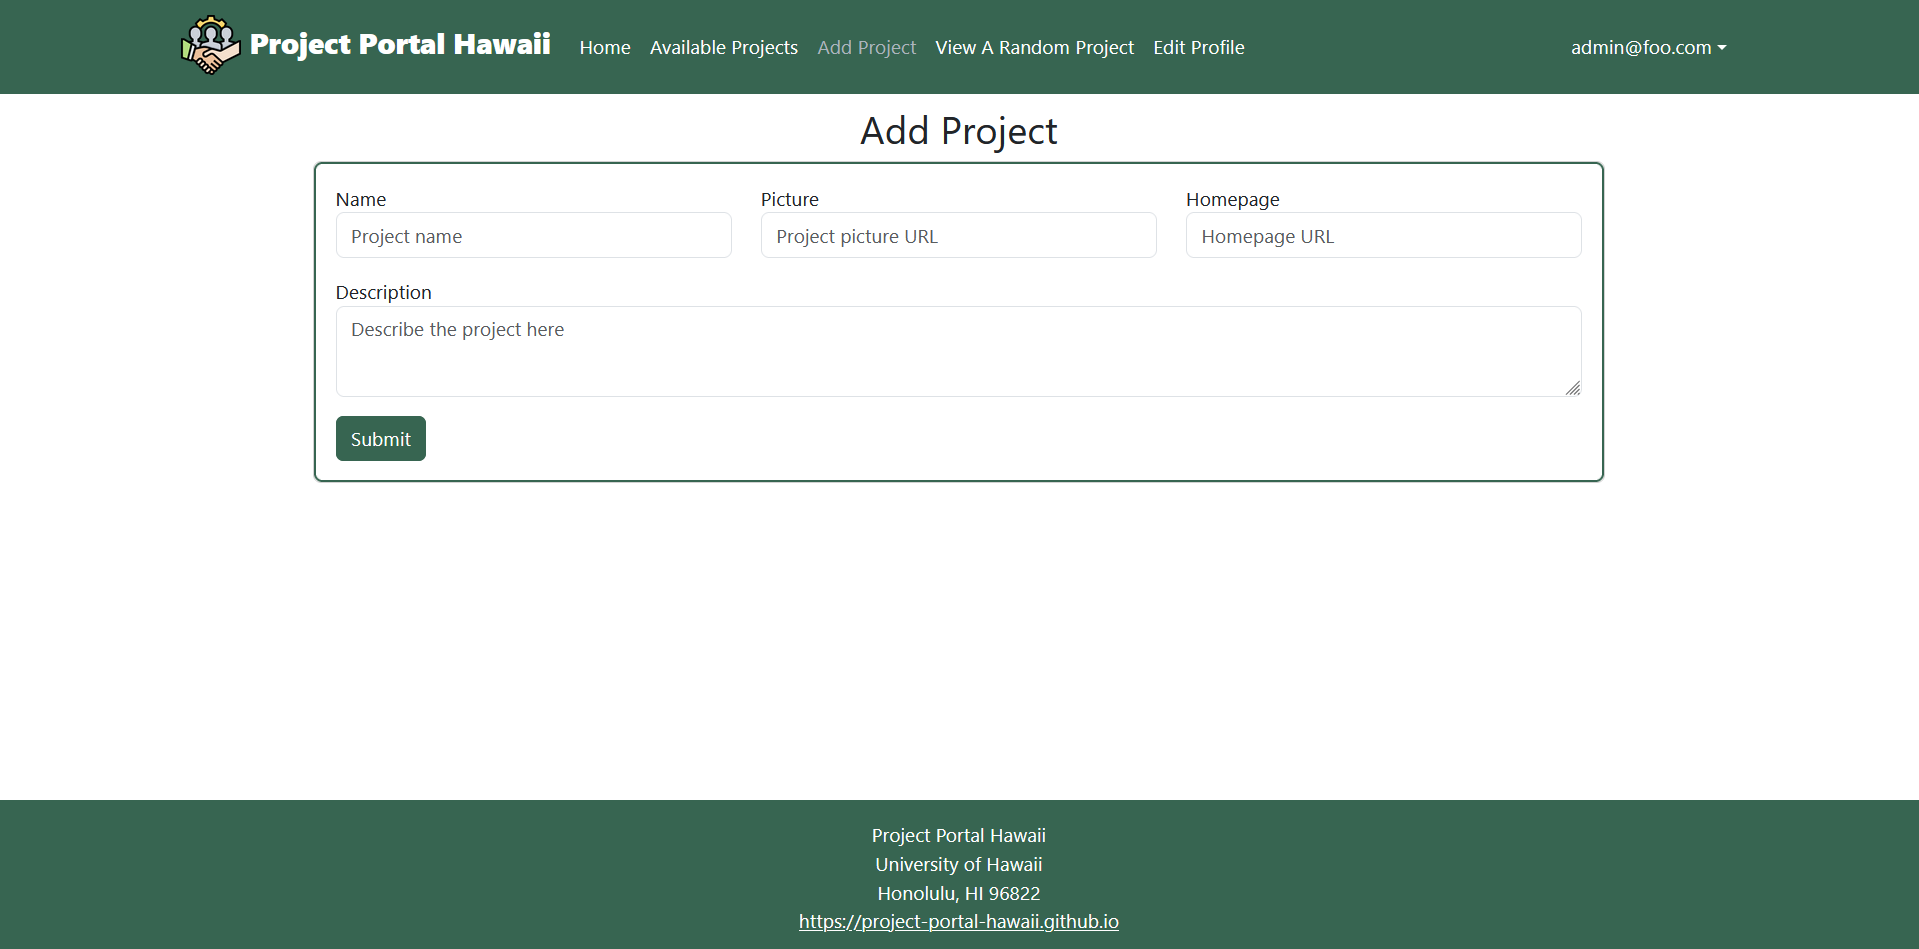 Project Portal Hawaii Home Available Projects Add Project View A Random Project Edit Profile admin@foo.com
Add Project
Name Picture Homepage
Project name Project picture URL Homepage URL
Description
Describe the project here
Submit
Project Portal Hawaii
University of Hawaii
Honolulu, HI 96822
https://project-portal-hawaii.github.io